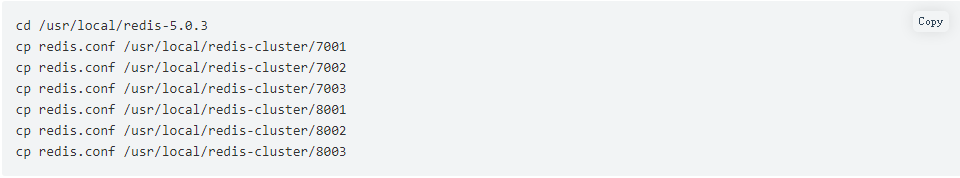 cd /usr/local/redis-5.0.3
Copy
cp redis.conf /usr/local/redis-cluster/7001
cp redis.conf /usr/local/redis-cluster/7002
cp redis.conf /usr/local/redis-cluster/7003
cp redis.conf /usr/local/redis-cluster/8001
cp redis.conf /usr/local/redis-cluster/8002
cp redis.conf /usr/local/redis-cluster/8003